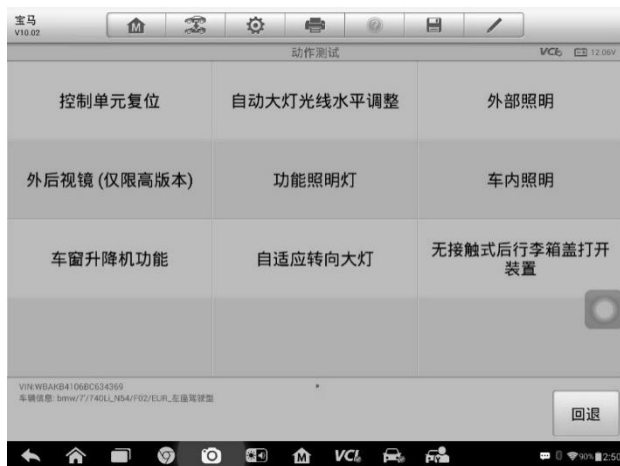 宝马
V10.02
动作测试
VCI 12.06V
控制单元复位
自动大灯光线水平调整
外部照明
外后视镜 (仅限高版本)
功能照明灯
车内照明
车窗升降机功能
自适应转向大灯
无接触式后行李箱盖打开
装置
VIN:WBAKB4106BC634369
车辆信息: bmw/7'/740Li_N54/F02/EUR_左座驾驶型
回退
VCI
90% 2:50